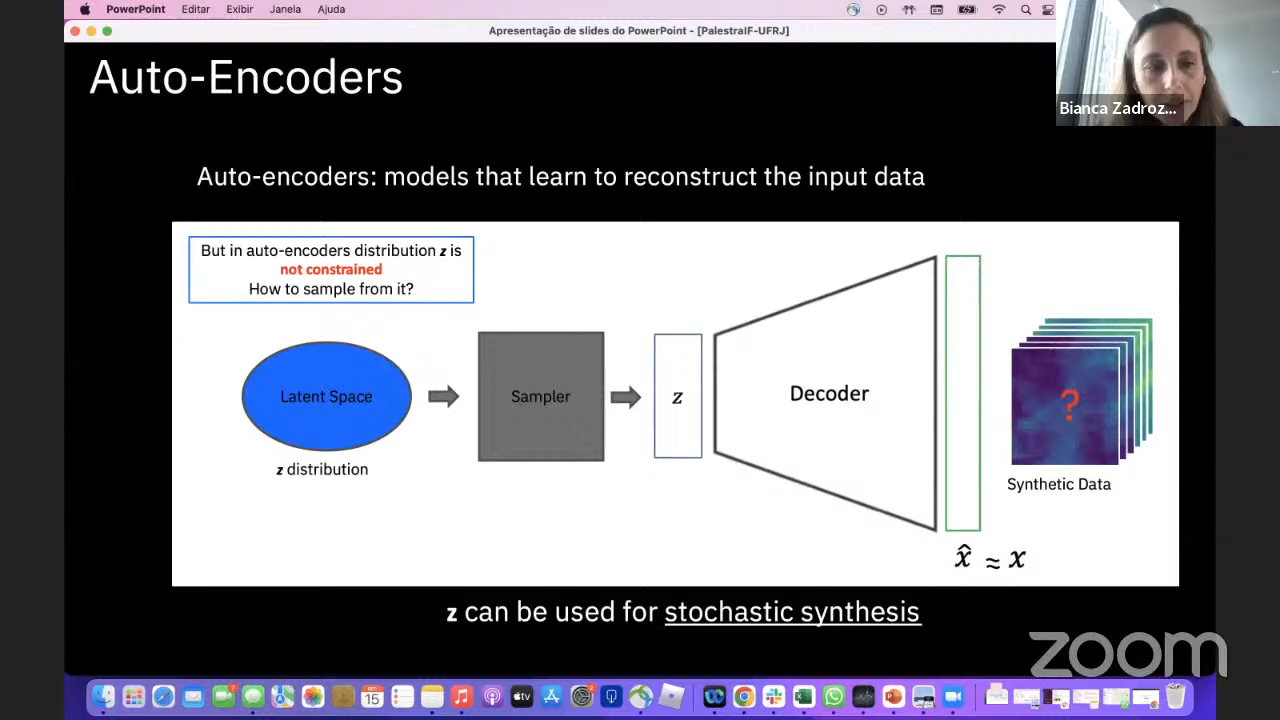 PowerPoint Editar Exibir Janela Ajuda
Apresentação de slides do PowerPoint - [PalestraIF-UFRJ]
Bianca Zadroz...
Auto-Encoders
Auto-encoders: models that learn to reconstruct the input data
But in auto-encoders distribution z is
not constrained
How to sample from it?
Latent Space
Sampler
z
Decoder
?
z distribution
Synthetic Data
x̂ ≈ x
z can be used for stochastic synthesis
zoom
15
tv